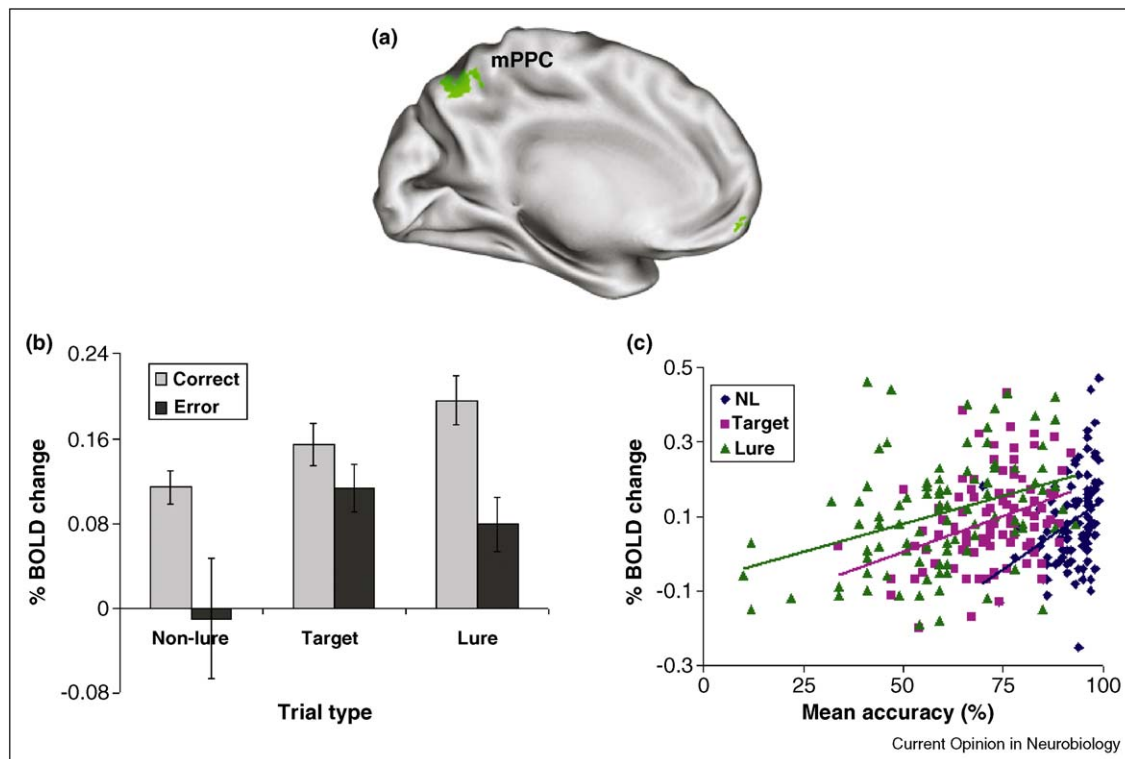 (a)
mPPC
(b)
0.24
0.16
0.08
0
-0.08
% BOLD change
Correct
Error
Non-lure Target Lure
Trial type
(c)
0.5
0.3
0.1
-0.1
-0.3
% BOLD change
NL
Target
Lure
0 25 50 75 100
Mean accuracy (%)
Current Opinion in Neurobiology